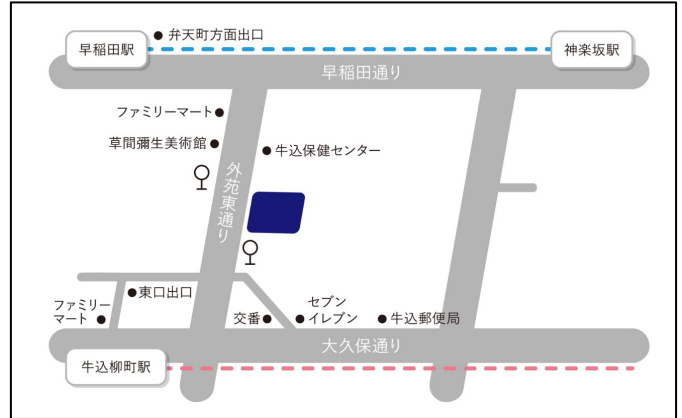 弁天町方面出口
早稲田駅
神楽坂駅
早稲田通り
ファミリーマート
草間彌生美術館
牛込保健センター
外苑東通り
東口出口
ファミリー
マート
交番
セブン
イレブン
牛込郵便局
大久保通り
牛込柳町駅